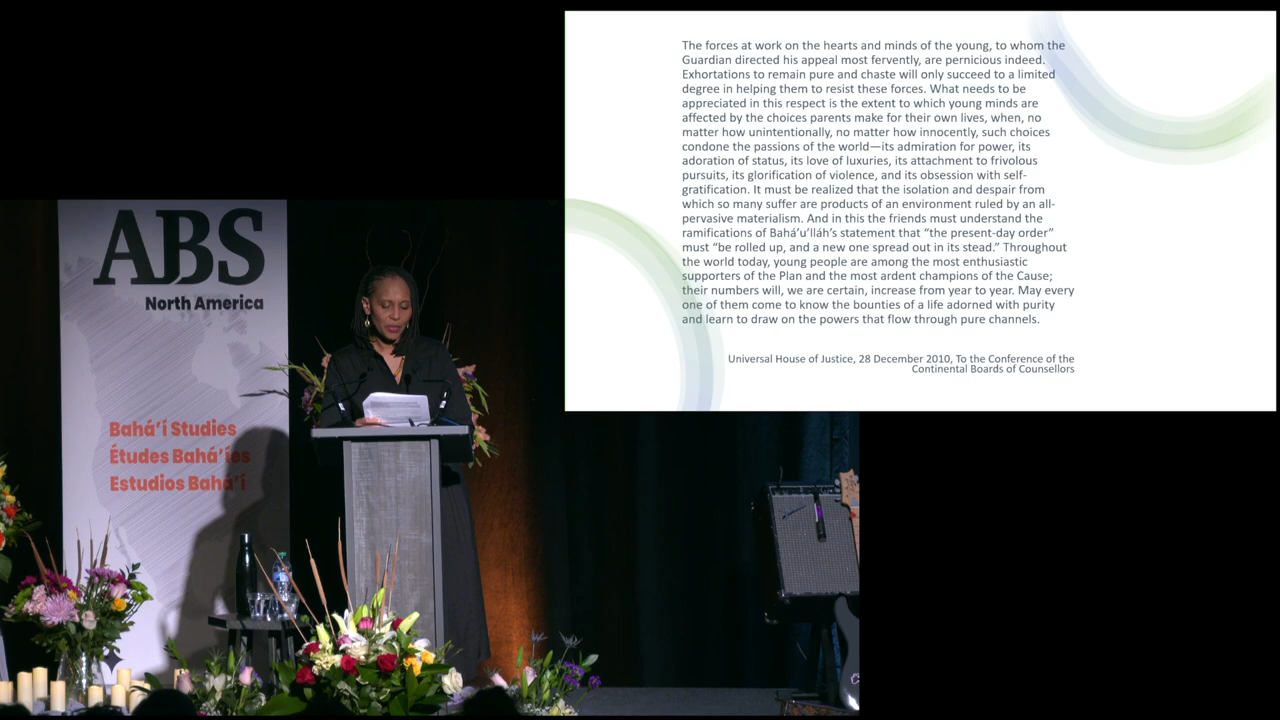 The forces at work on the hearts and minds of the young, to whom the
Guardian directed his appeal most fervently, are pernicious indeed.
Exhortations to remain pure and chaste will only succeed to a limited
degree in helping them to resist these forces. What needs to be
appreciated in this respect is the extent to which young minds are
affected by the choices parents make for their own lives, when, no
matter how unintentionally, no matter how innocently, such choices
condone the passions of the world—its admiration for power, its
adoration of status, its love of luxuries, its attachment to frivolous
pursuits, its glorification of violence, and its obsession with self-
gratification. It must be realized that the isolation and despair from
which so many suffer are products of an environment ruled by an all-
pervasive materialism. And in this the friends must understand the
ramifications of Bahá’u’lláh’s statement that “the present-day order”
must “be rolled up, and a new one spread out in its stead.” Throughout
the world today, young people are among the most enthusiastic
supporters of the Plan and the most ardent champions of the Cause;
their numbers will, we are certain, increase from year to year. May every
one of them come to know the bounties of a life adorned with purity
and learn to draw on the powers that flow through pure channels.
Universal House of Justice, 28 December 2010, To the Conference of the
Continental Boards of Counsellors
ABS
North America
Bahá’í Studies
Études Bahá’íes
Estudios Bahá’í